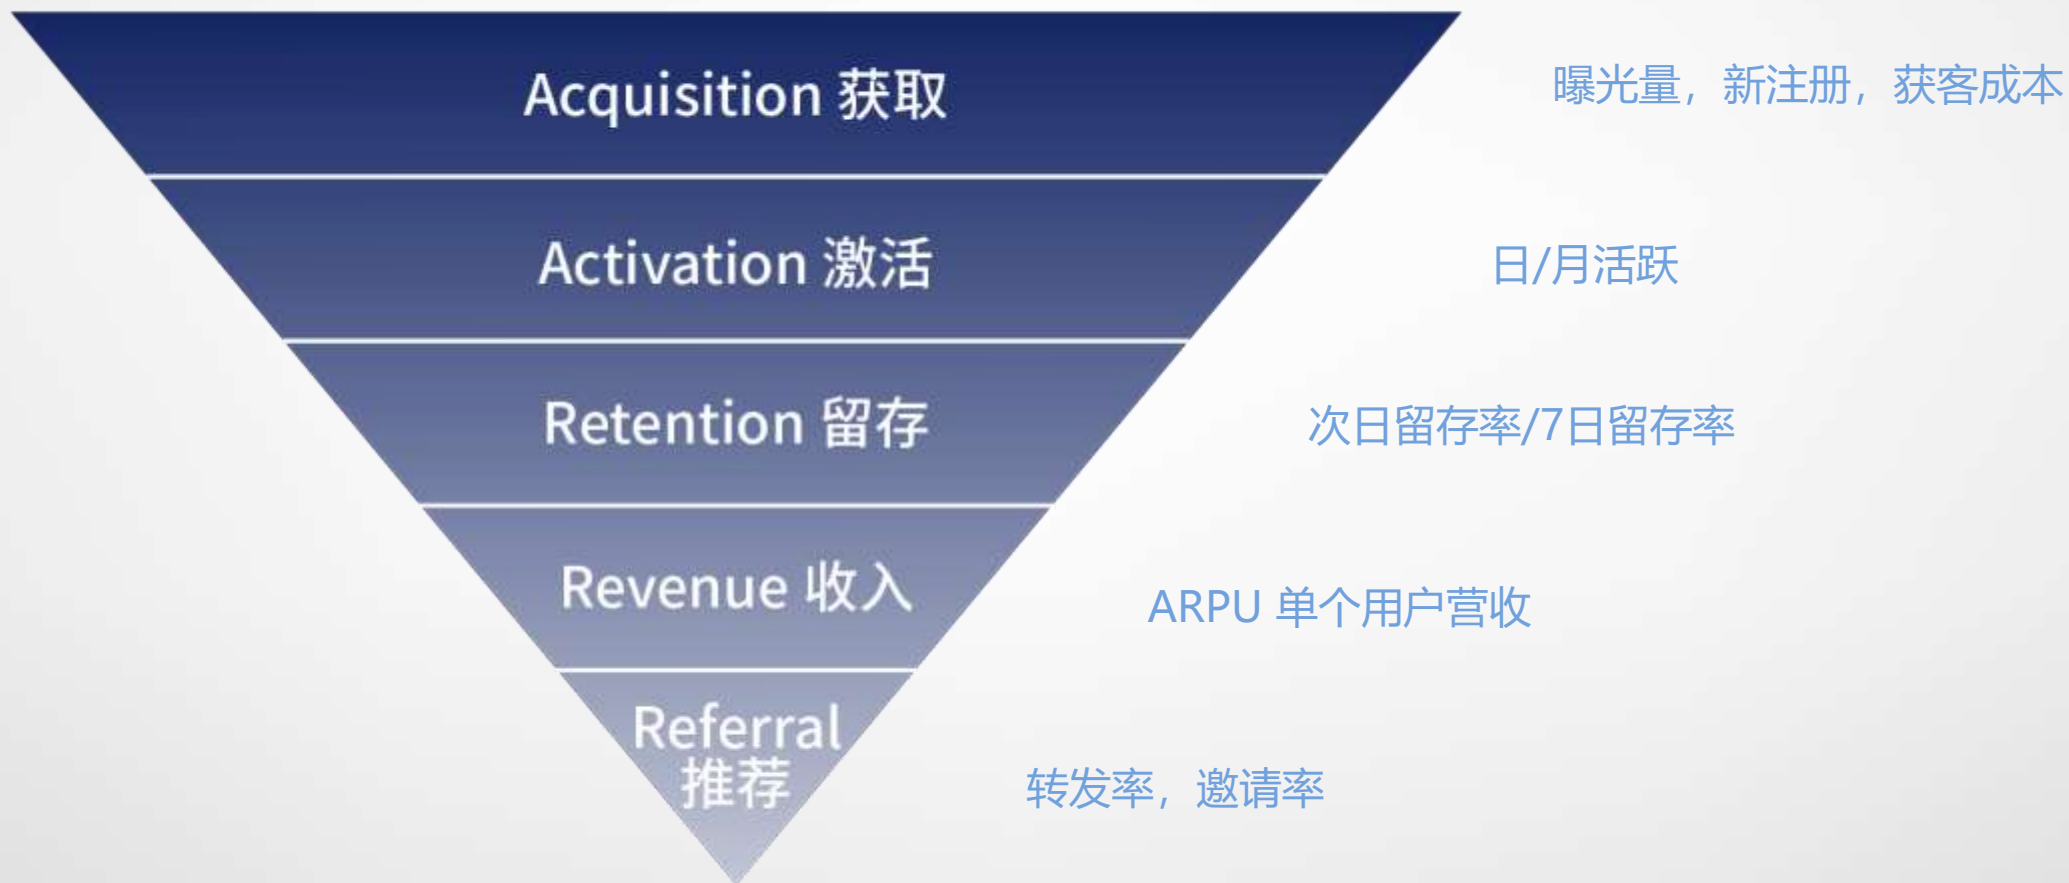 Acquisition 获取
曝光量，新注册，获客成本
Activation 激活
日/月活跃
Retention 留存
次日留存率/7日留存率
Revenue 收入
ARPU 单个用户营收
Referral
推荐
转发率，邀请率